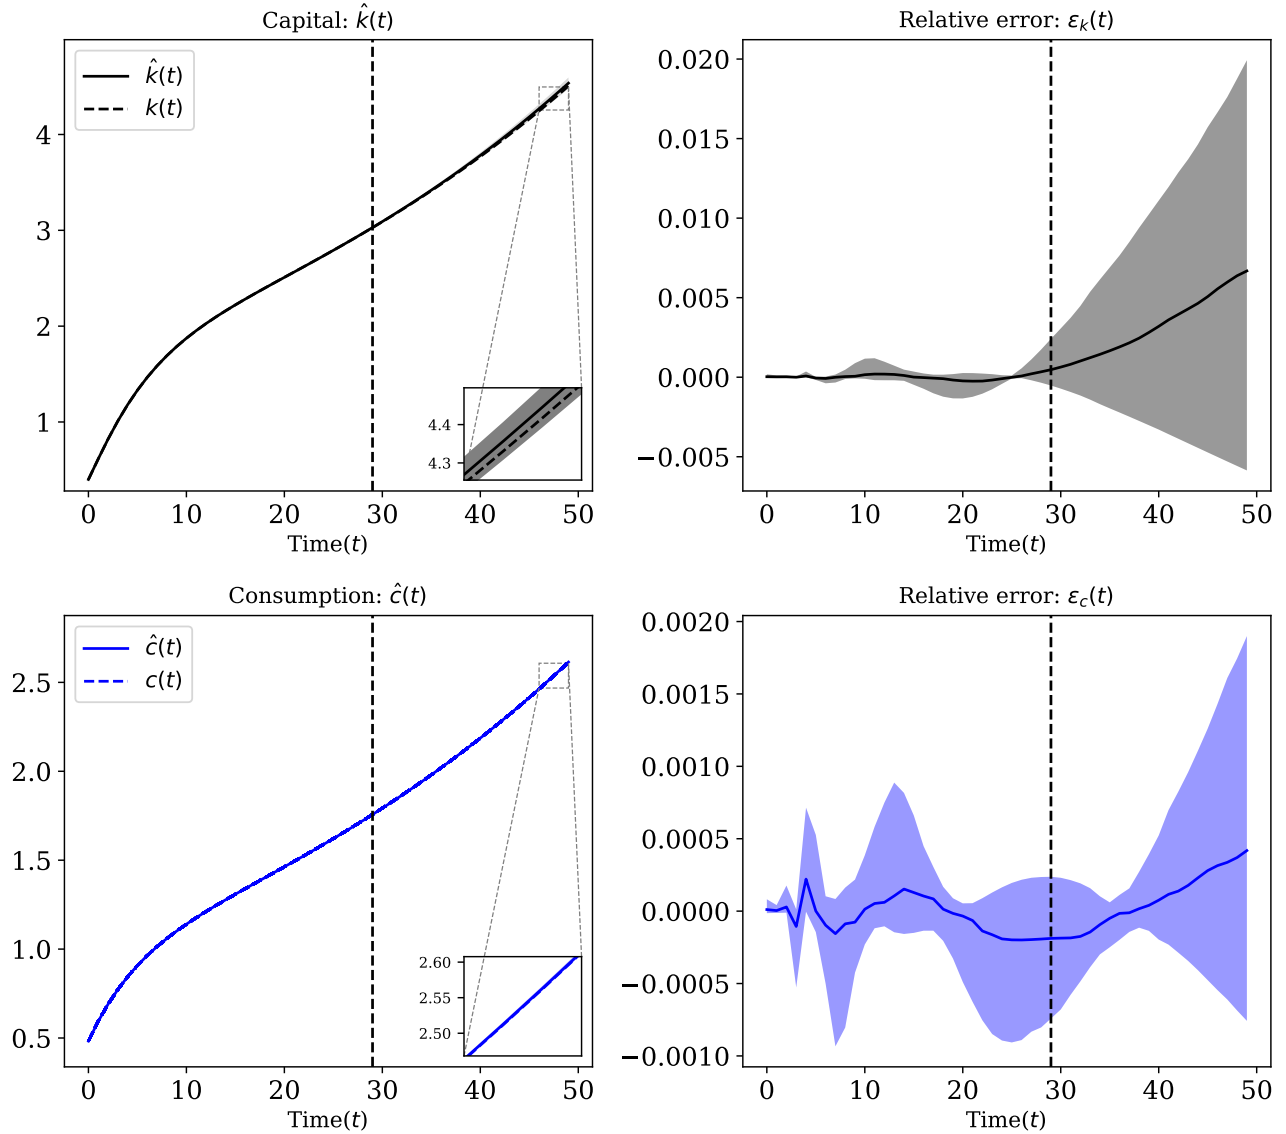 Capital: k̂(t)
k̂(t)
k(t)
4
3
2
1
4.4
4.3
0 10 20 30 40 50
Time(t)
Relative error: ε_k(t)
0.020
0.015
0.010
0.005
0.000
−0.005
0 10 20 30 40 50
Time(t)
Consumption: ĉ(t)
ĉ(t)
c(t)
2.5
2.0
1.5
1.0
0.5
2.60
2.55
2.50
0 10 20 30 40 50
Time(t)
Relative error: ε_c(t)
0.0020
0.0015
0.0010
0.0005
0.0000
−0.0005
−0.0010
0 10 20 30 40 50
Time(t)